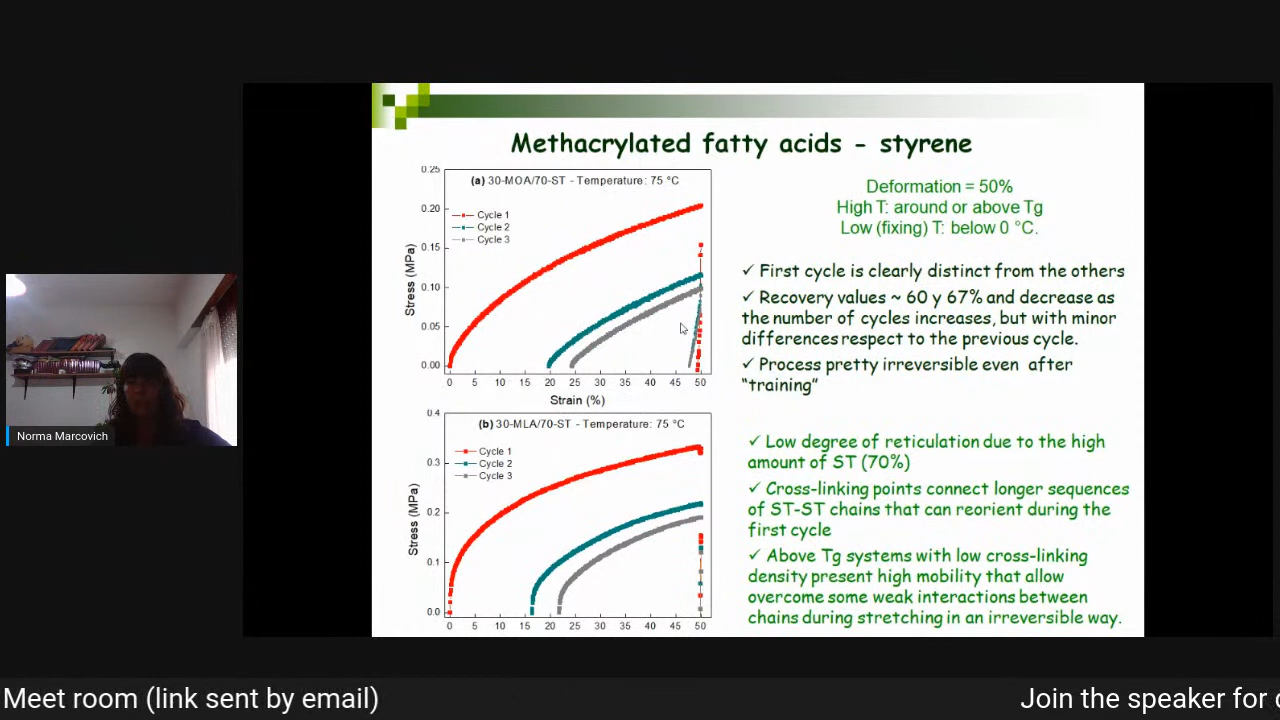 Methacrylated fatty acids - styrene
0.25
(a) 30-MOA/70-ST - Temperature: 75 °C
Cycle 1
Cycle 2
Cycle 3
0.20
0.15
0.10
0.05
0.00
Stress (MPa)
0 5 10 15 20 25 30 35 40 45 50
Strain (%)
0.4
(b) 30-MLA/70-ST - Temperature: 75 °C
Cycle 1
Cycle 2
Cycle 3
0.3
0.2
0.1
0.0
Stress (MPa)
0 5 10 15 20 25 30 35 40 45 50
Deformation = 50%
High T: around or above Tg
Low (fixing) T: below 0 °C.
✓ First cycle is clearly distinct from the others
✓ Recovery values ~ 60 y 67% and decrease as
the number of cycles increases, but with minor
differences respect to the previous cycle.
✓ Process pretty irreversible even after
“training”
✓ Low degree of reticulation due to the high
amount of ST (70%)
✓ Cross-linking points connect longer sequences
of ST-ST chains that can reorient during the
first cycle
✓ Above Tg systems with low cross-linking
density present high mobility that allow
overcome some weak interactions between
chains during stretching in an irreversible way.
Norma Marcovich
Meet room (link sent by email)
Join the speaker for